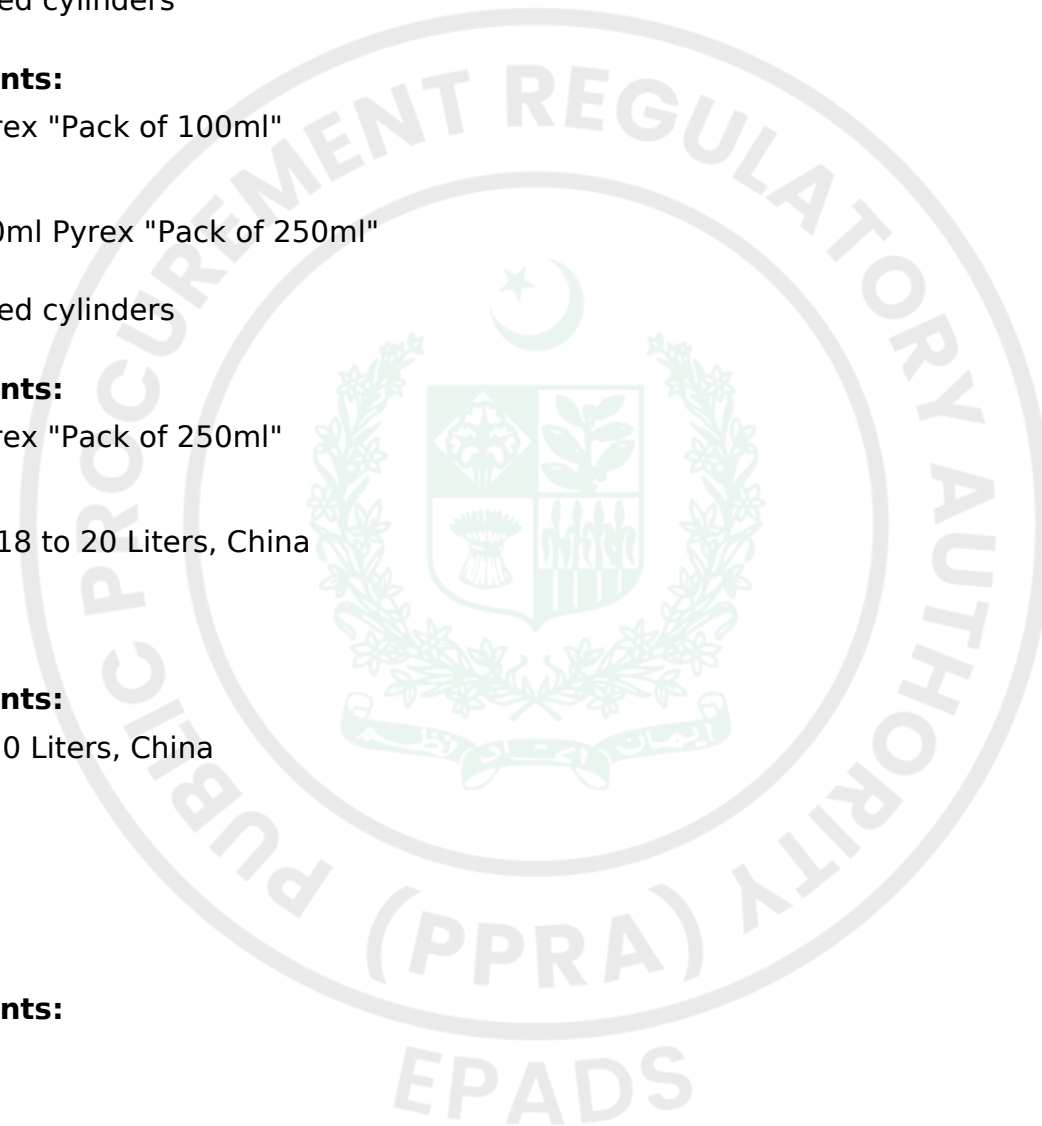 ed cylinders
nts:
rex "Pack of 100ml"
0ml Pyrex "Pack of 250ml"
ed cylinders
nts:
rex "Pack of 250ml"
18 to 20 Liters, China
nts:
0 Liters, China
nts:
PUBLIC PROCUREMENT REGULATORY AUTHORITY
(PPRA)
EPADS